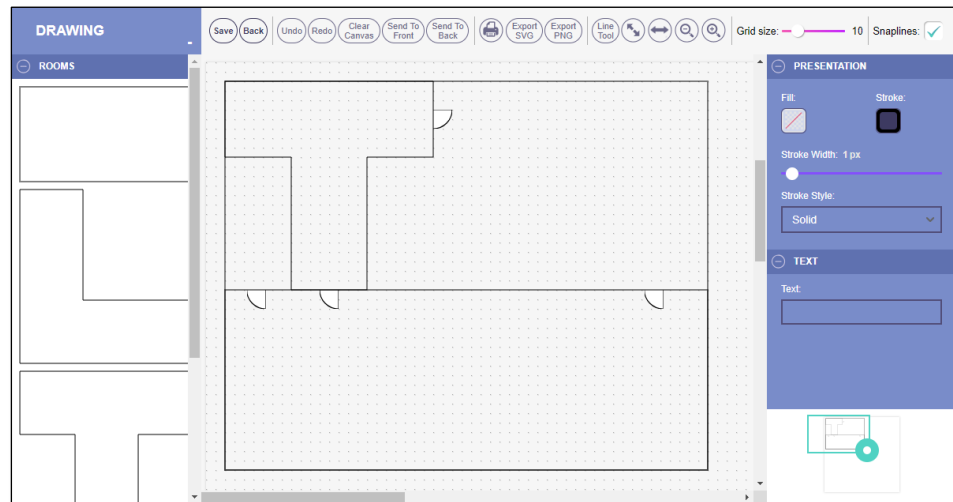 DRAWING
Save
Back
Undo
Redo
Clear
Canvas
Send To
Front
Send To
Back
Export
SVG
Export
PNG
Line
Tool
Grid size:
10
Snaplines:
ROOMS
PRESENTATION
Fill:
Stroke:
Stroke Width: 1 px
Stroke Style:
Solid
TEXT
Text: